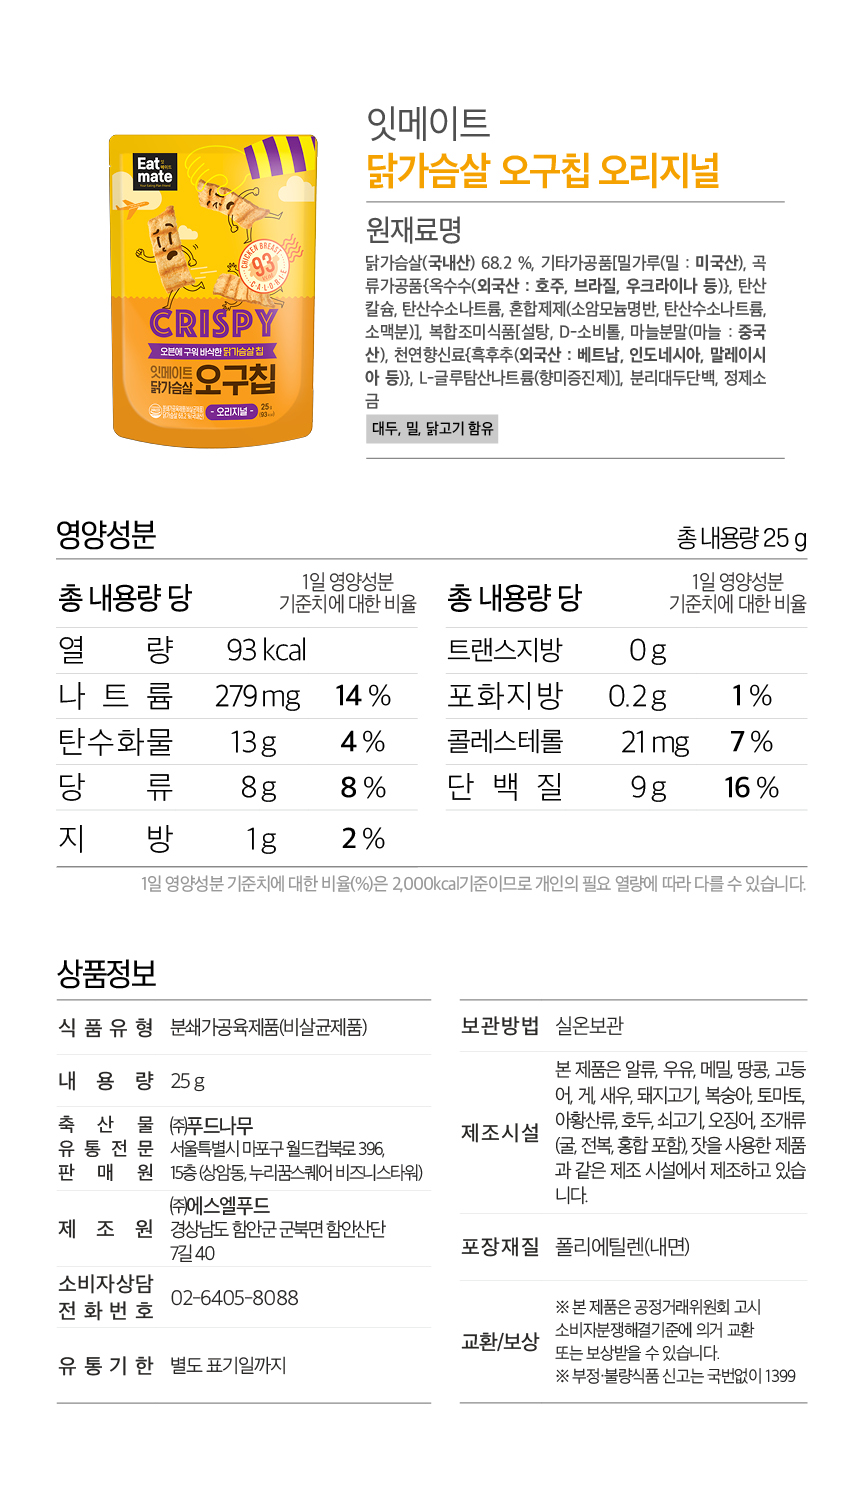 잇메이트
닭가슴살 오구칩 오리지널
원재료명
닭가슴살(국내산) 68.2 %, 기타가공품[밀가루(밀 : 미국산), 곡
류가공품{옥수수(외국산 : 호주, 브라질, 우크라이나 등)}, 탄산
칼슘, 탄산수소나트륨, 혼합제제(소암모늄명반, 탄산수소나트륨,
소맥분)], 복합조미식품[설탕, D-소비톨, 마늘분말(마늘 : 중국
산), 천연향신료{흑후추(외국산 : 베트남, 인도네시아, 말레이시
아 등)}, L-글루탐산나트륨(향미증진제)], 분리대두단백, 정제소
금
대두, 밀, 닭고기 함유
Eat
mate
잇메이트
CHICKEN BREAST
93
CALORIE
CRISPY
오븐에 구워 바삭한 닭가슴살 칩
잇메이트
닭가슴살
오구칩
- 오리지널 -
25 g
93 kcal
영양성분
총 내용량 25 g
총 내용량 당
1일 영양성분
기준치에 대한 비율
열 량 93 kcal
나 트 륨 279 mg 14 %
탄수화물 13 g 4 %
당 류 8 g 8 %
지 방 1 g 2 %
총 내용량 당
1일 영양성분
기준치에 대한 비율
트랜스지방 0 g
포화지방 0.2 g 1 %
콜레스테롤 21 mg 7 %
단 백 질 9 g 16 %
1일 영양성분 기준치에 대한 비율(%)은 2,000kcal기준이므로 개인의 필요 열량에 따라 다를 수 있습니다.
상품정보
식 품 유 형 분쇄가공육제품(비살균제품)
내 용 량 25 g
축 산 물
유 통 전 문
판 매 원
㈜푸드나무
서울특별시 마포구 월드컵북로 396,
15층 (상암동, 누리꿈스퀘어 비즈니스타워)
제 조 원
㈜에스엘푸드
경상남도 함안군 군북면 함안산단
7길 40
소비자상담
전 화 번 호
02-6405-8088
유 통 기 한 별도 표기일까지
보관방법 실온보관
제조시설
본 제품은 알류, 우유, 메밀, 땅콩, 고등
어, 게, 새우, 돼지고기, 복숭아, 토마토,
아황산류, 호두, 쇠고기, 오징어, 조개류
(굴, 전복, 홍합 포함), 잣을 사용한 제품
과 같은 제조 시설에서 제조하고 있습
니다.
포장재질 폴리에틸렌(내면)
교환/보상
※ 본 제품은 공정거래위원회 고시
소비자분쟁해결기준에 의거 교환
또는 보상받을 수 있습니다.
※ 부정·불량식품 신고는 국번없이 1399